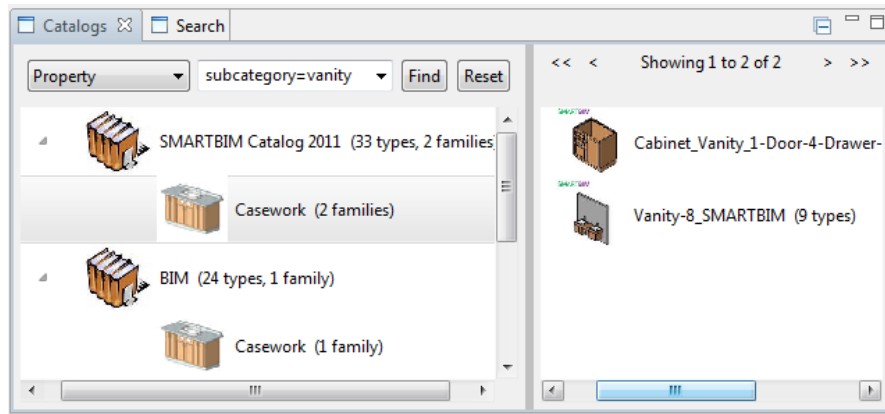 Catalogs
Search
Property
subcategory=vanity
Find
Reset
SMARTBIM Catalog 2011 (33 types, 2 families
Casework (2 families)
BIM (24 types, 1 family)
Casework (1 family)
<< < Showing 1 to 2 of 2 > >>
SMARTBIM
Cabinet_Vanity_1-Door-4-Drawer-
SMARTBIM
Vanity-8_SMARTBIM (9 types)